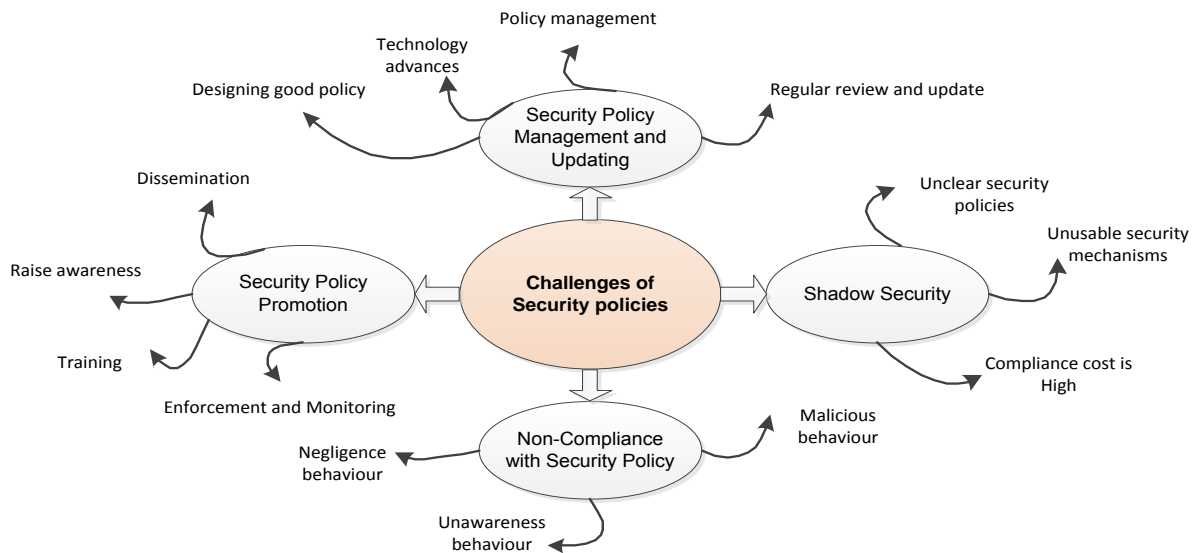 Policy management
Technology
advances
Designing good policy
Regular review and update
Security Policy
Management and
Updating
Dissemination
Unclear security
policies
Unusable security
mechanisms
Raise awareness
Security Policy
Promotion
Challenges of
Security policies
Shadow Security
Training
Compliance cost is
High
Enforcement and Monitoring
Malicious
behaviour
Non-Compliance
with Security Policy
Negligence
behaviour
Unawareness
behaviour